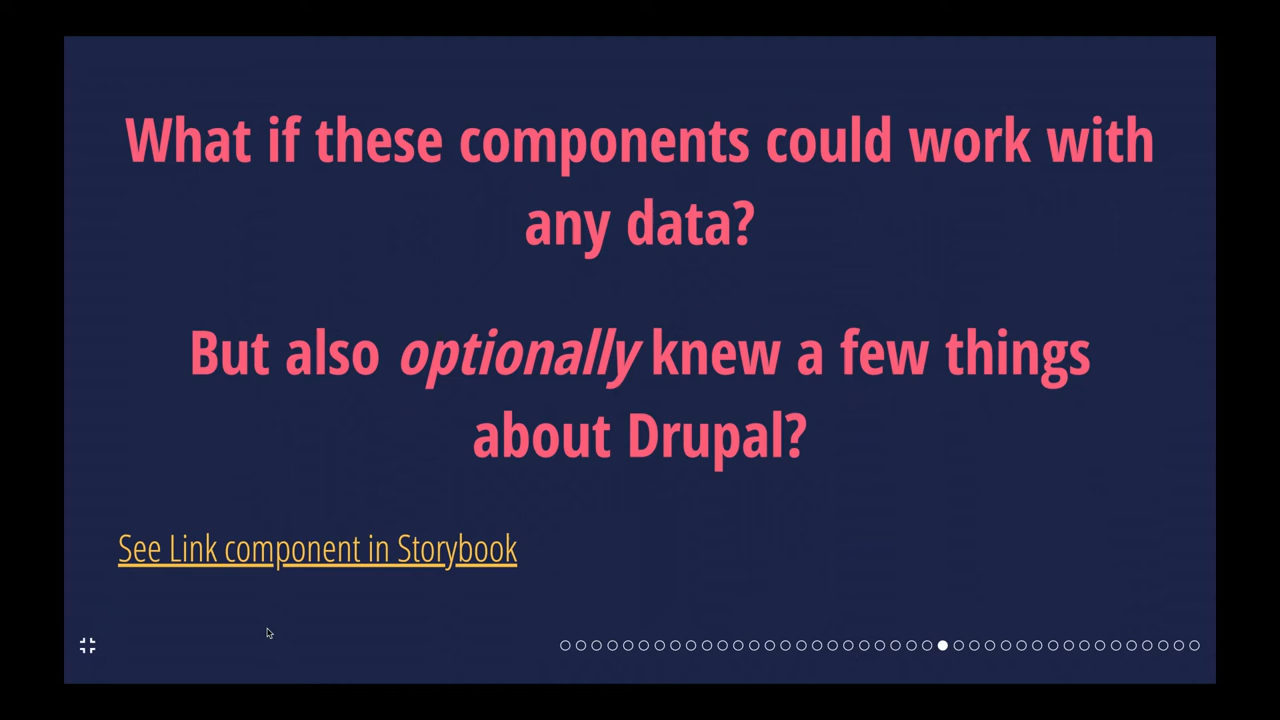 What if these components could work with
any data?
But also optionally knew a few things
about Drupal?
See Link component in Storybook